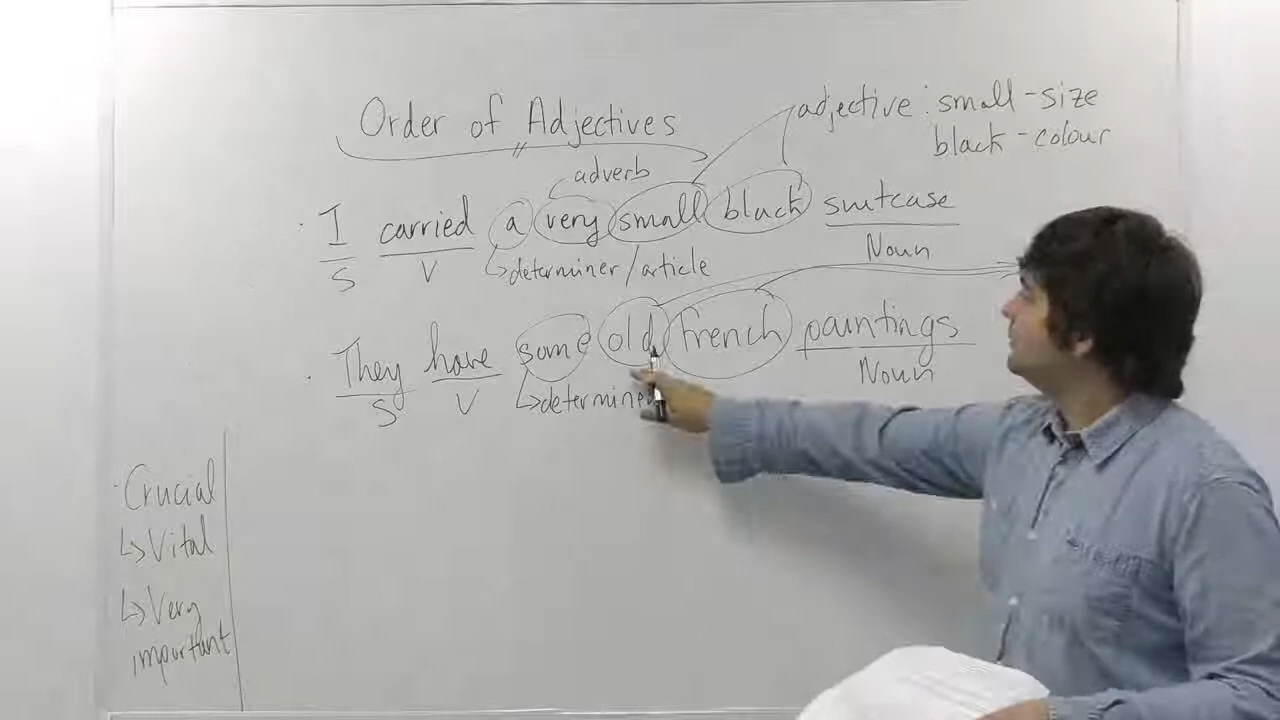 Order of Adjectives
adjective: small - size
black - colour
adverb
I carried a very small black suitcase
S V determiner/article Noun
They have some old french paintings
S V determiner Noun
Crucial
↳ Vital
↳ Very
important